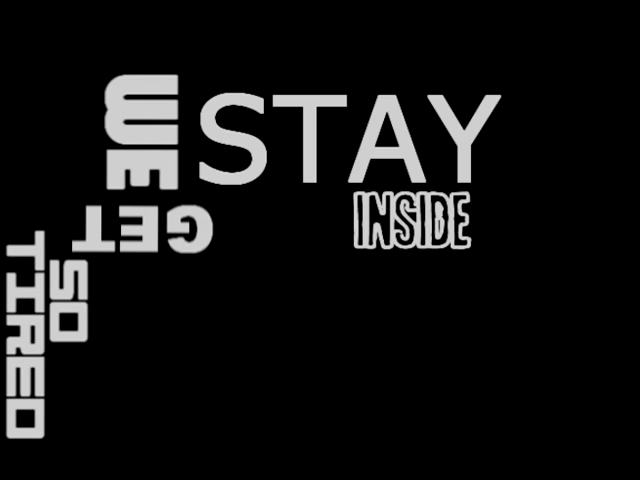 WE
STAY
INSIDE
GET
SO
TIRED